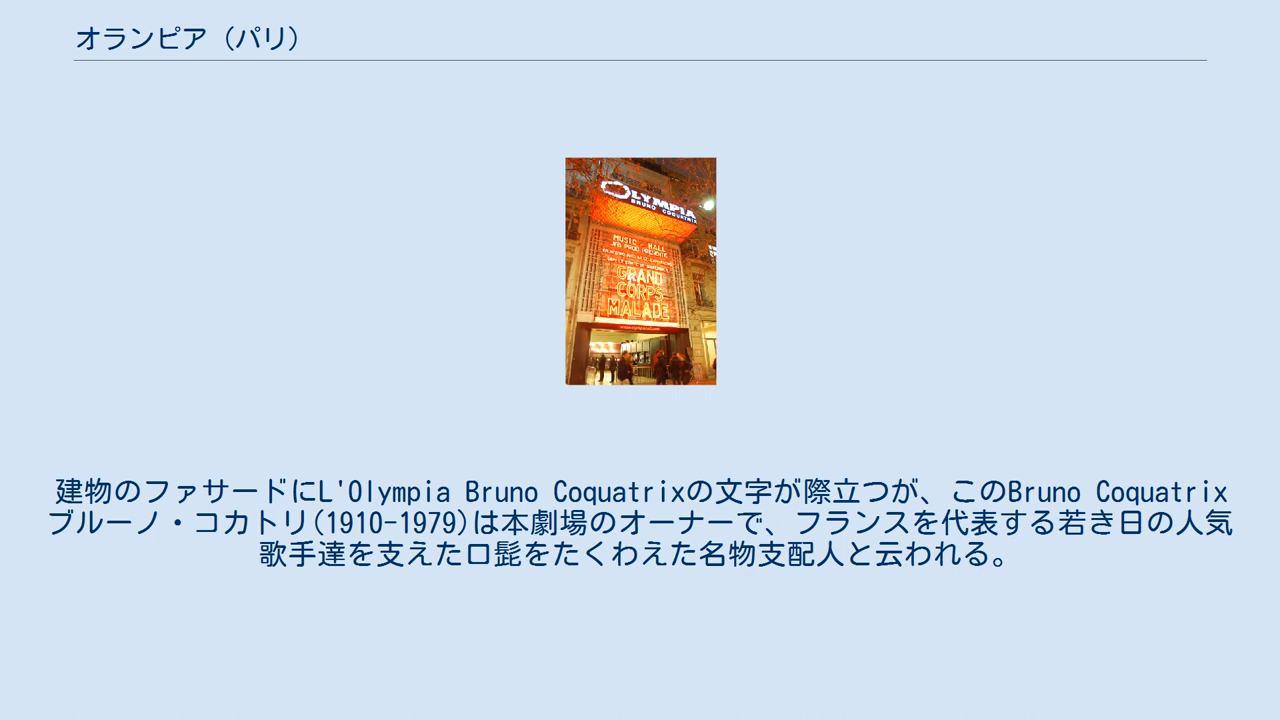 オランピア（パリ）
OLYMPIA
BRUNO COQUATRIX
MUSIC HALL
GRAND
CORPS
MALADE
建物のファサードにL'Olympia Bruno Coquatrixの文字が際立つが、このBruno Coquatrix
ブルーノ・コカトリ(1910-1979)は本劇場のオーナーで、フランスを代表する若き日の人気
歌手達を支えた口髭をたくわえた名物支配人と云われる。